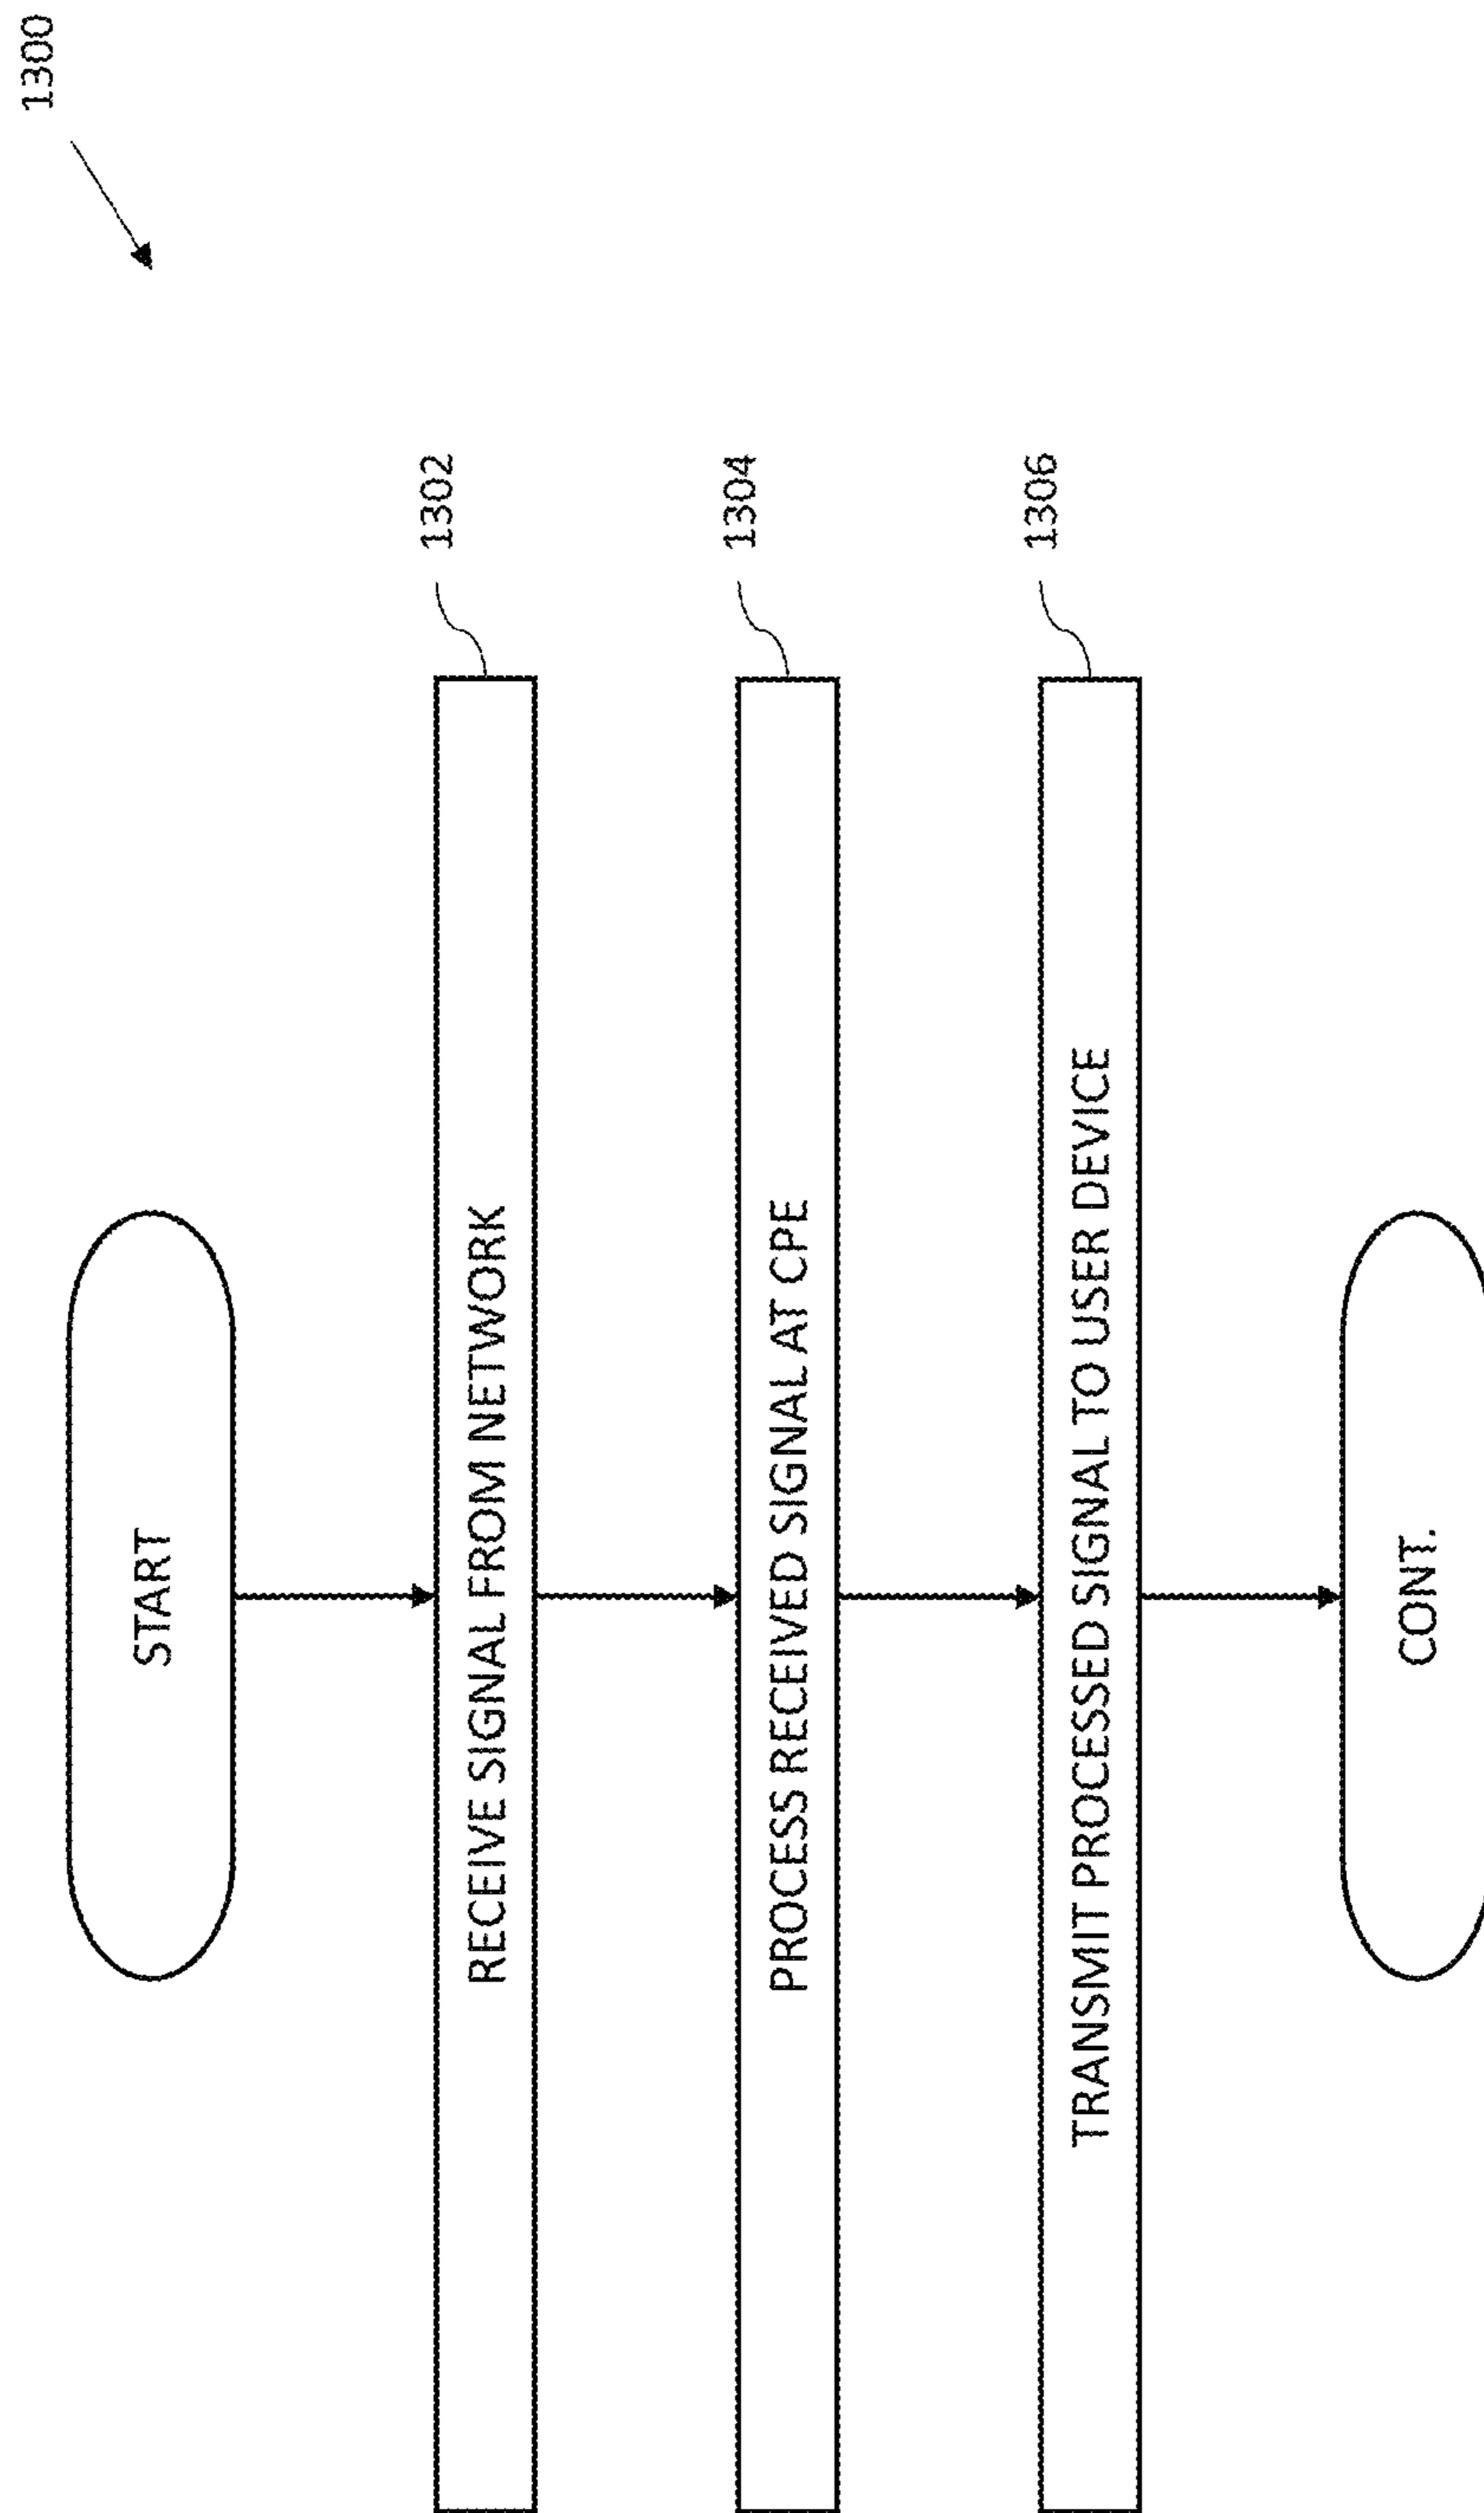 1300
START
RECEIVE SIGNAL FROM NETWORK
1302
PROCESS RECEIVED SIGNAL AT CPE
1304
TRANSMIT PROCESSED SIGNAL TO USER DEVICE
1306
CONT.